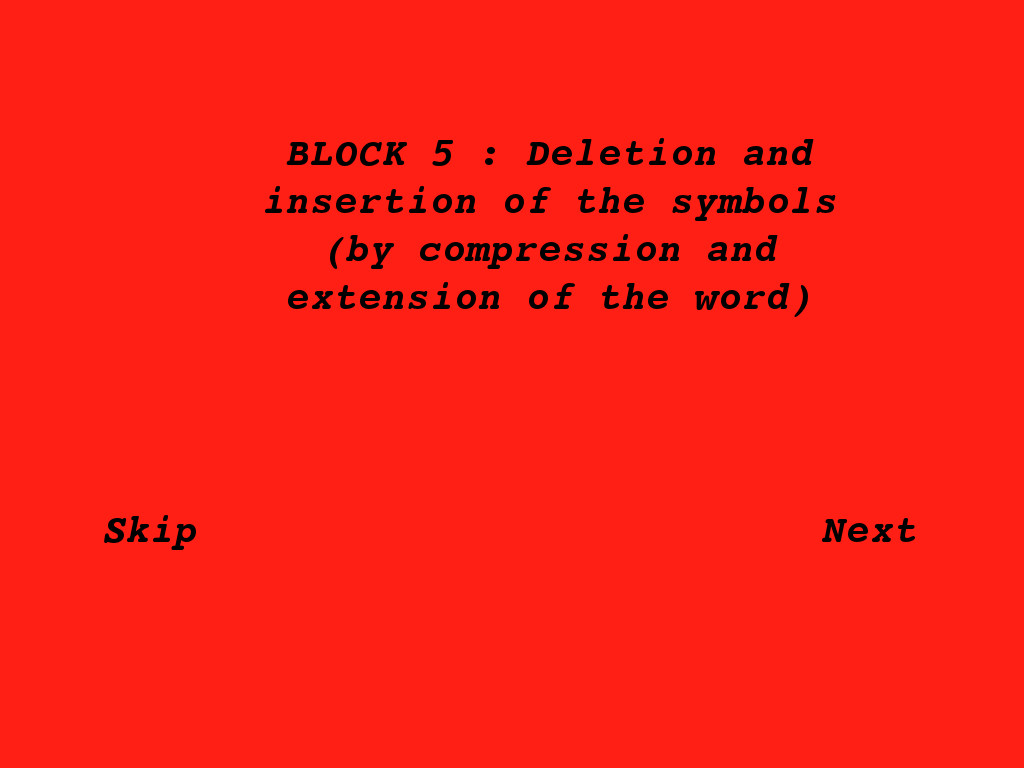 BLOCK 5 : Deletion and
insertion of the symbols
(by compression and
extension of the word)
Skip
Next